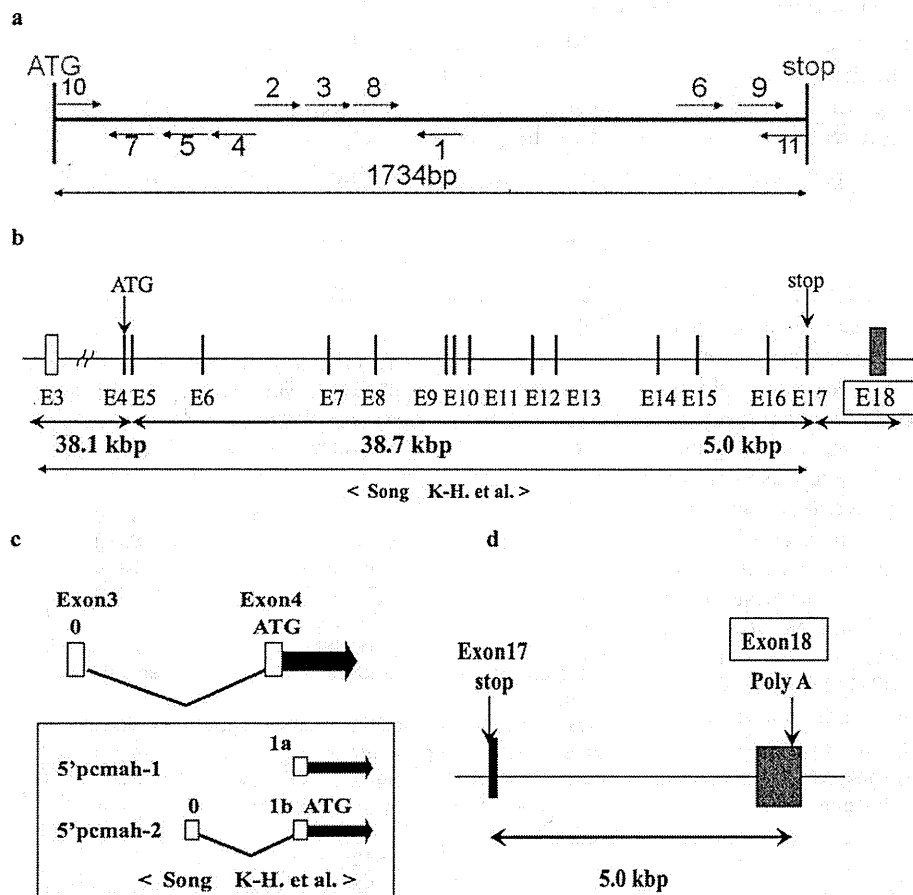 a
ATG
stop
10 2 3 8 6 9
7 5 4 1 11
1734bp
b
ATG
stop
E3 E4 E5 E6 E7 E8 E9 E10 E11 E12 E13 E14 E15 E16 E17 E18
38.1 kbp 38.7 kbp 5.0 kbp
< Song K-H. et al. >
c
Exon3 Exon4
0 ATG
1a
5'pcmah-1
0 1b ATG
5'pcmah-2
< Song K-H. et al. >
d
Exon17
stop
Exon18
Poly A
5.0 kbp